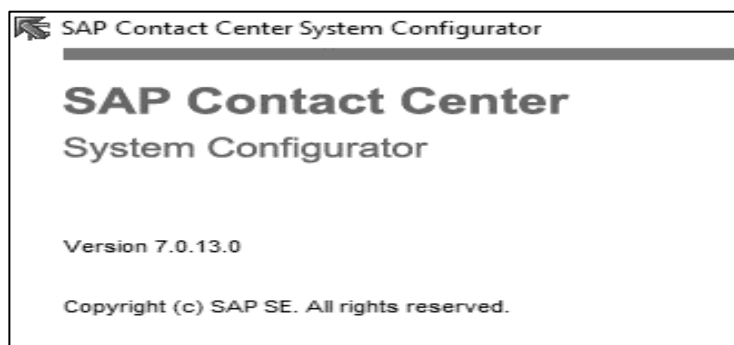 SAP Contact Center System Configurator
SAP Contact Center
System Configurator
Version 7.0.13.0
Copyright (c) SAP SE. All rights reserved.